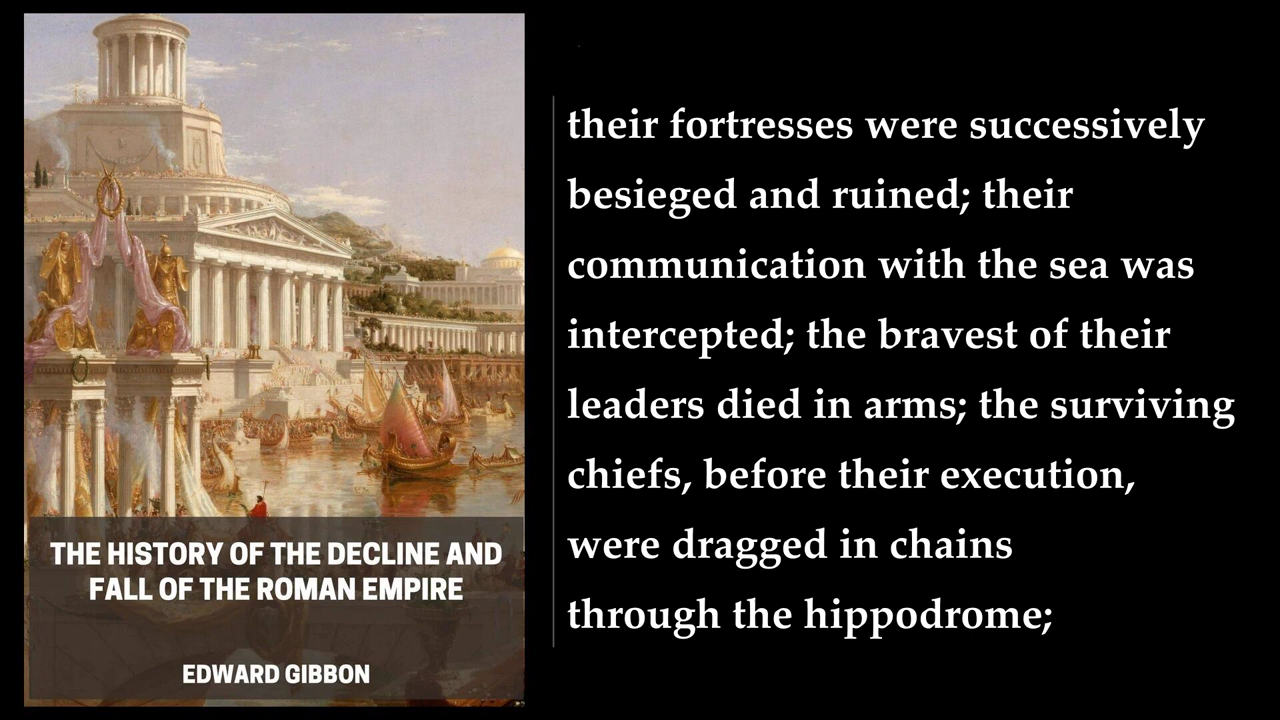 THE HISTORY OF THE DECLINE AND
FALL OF THE ROMAN EMPIRE
EDWARD GIBBON
their fortresses were successively
besieged and ruined; their
communication with the sea was
intercepted; the bravest of their
leaders died in arms; the surviving
chiefs, before their execution,
were dragged in chains
through the hippodrome;